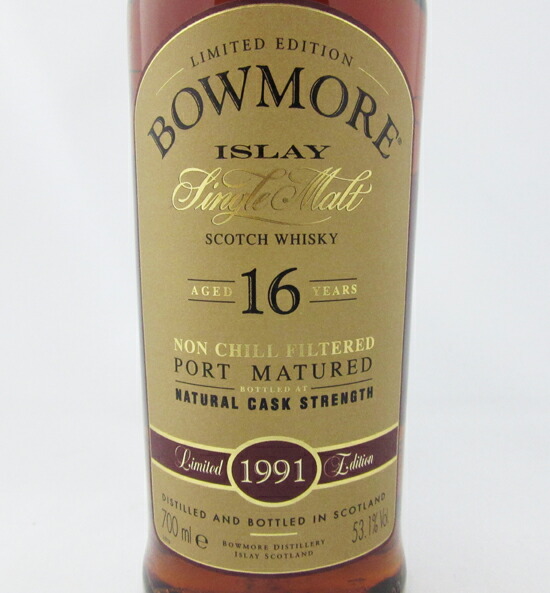 LIMITED EDITION
BOWMORE®
ISLAY
Single Malt
SCOTCH WHISKY
AGED 16 YEARS
NON CHILL FILTERED
PORT MATURED
BOTTLED AT
NATURAL CASK STRENGTH
Limited 1991 Edition
DISTILLED AND BOTTLED IN SCOTLAND
700 ml e 53.1% Vol
BOWMORE DISTILLERY
ISLAY SCOTLAND